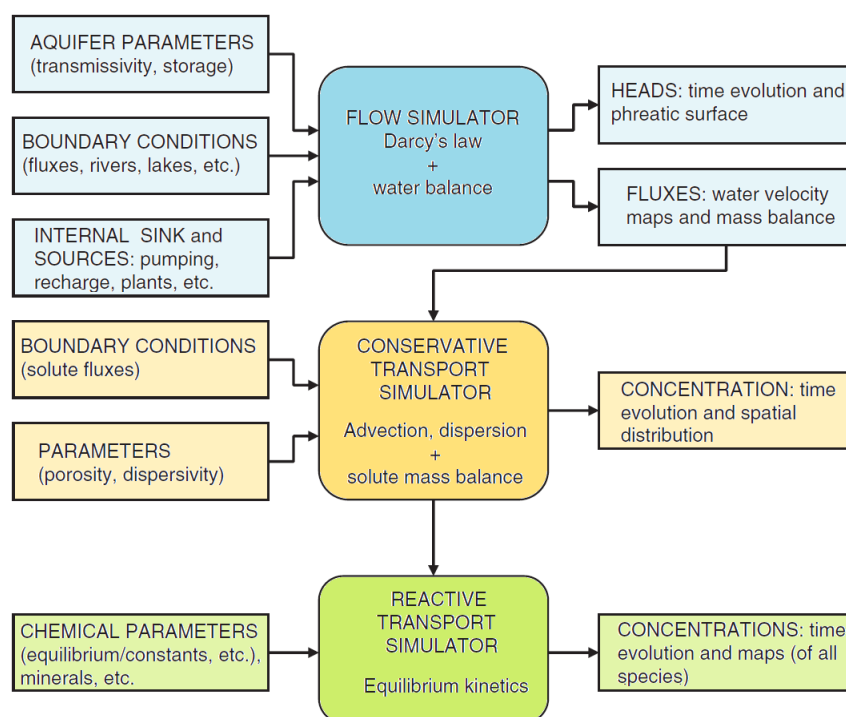 AQUIFER PARAMETERS
(transmissivity, storage)
BOUNDARY CONDITIONS
(fluxes, rivers, lakes, etc.)
INTERNAL SINK and
SOURCES: pumping,
recharge, plants, etc.
FLOW SIMULATOR
Darcy's law
+
water balance
HEADS: time evolution and
phreatic surface
FLUXES: water velocity
maps and mass balance
BOUNDARY CONDITIONS
(solute fluxes)
PARAMETERS
(porosity, dispersivity)
CONSERVATIVE
TRANSPORT
SIMULATOR
Advection, dispersion
+
solute mass balance
CONCENTRATION: time
evolution and spatial
distribution
CHEMICAL PARAMETERS
(equilibrium/constants, etc.),
minerals, etc.
REACTIVE
TRANSPORT
SIMULATOR
Equilibrium kinetics
CONCENTRATIONS: time
evolution and maps (of all
species)